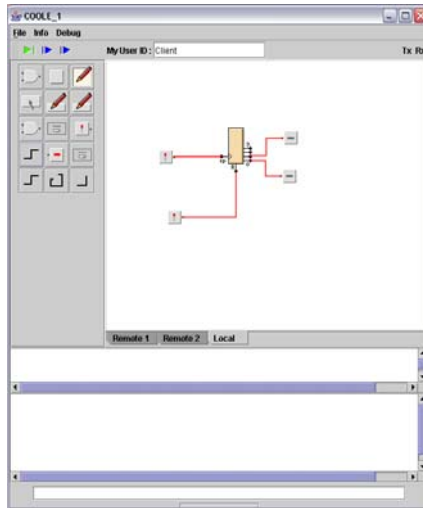 COOLE_1
File Info Debug
My User ID : Client Tx R
Remote 1 Remote 2 Local